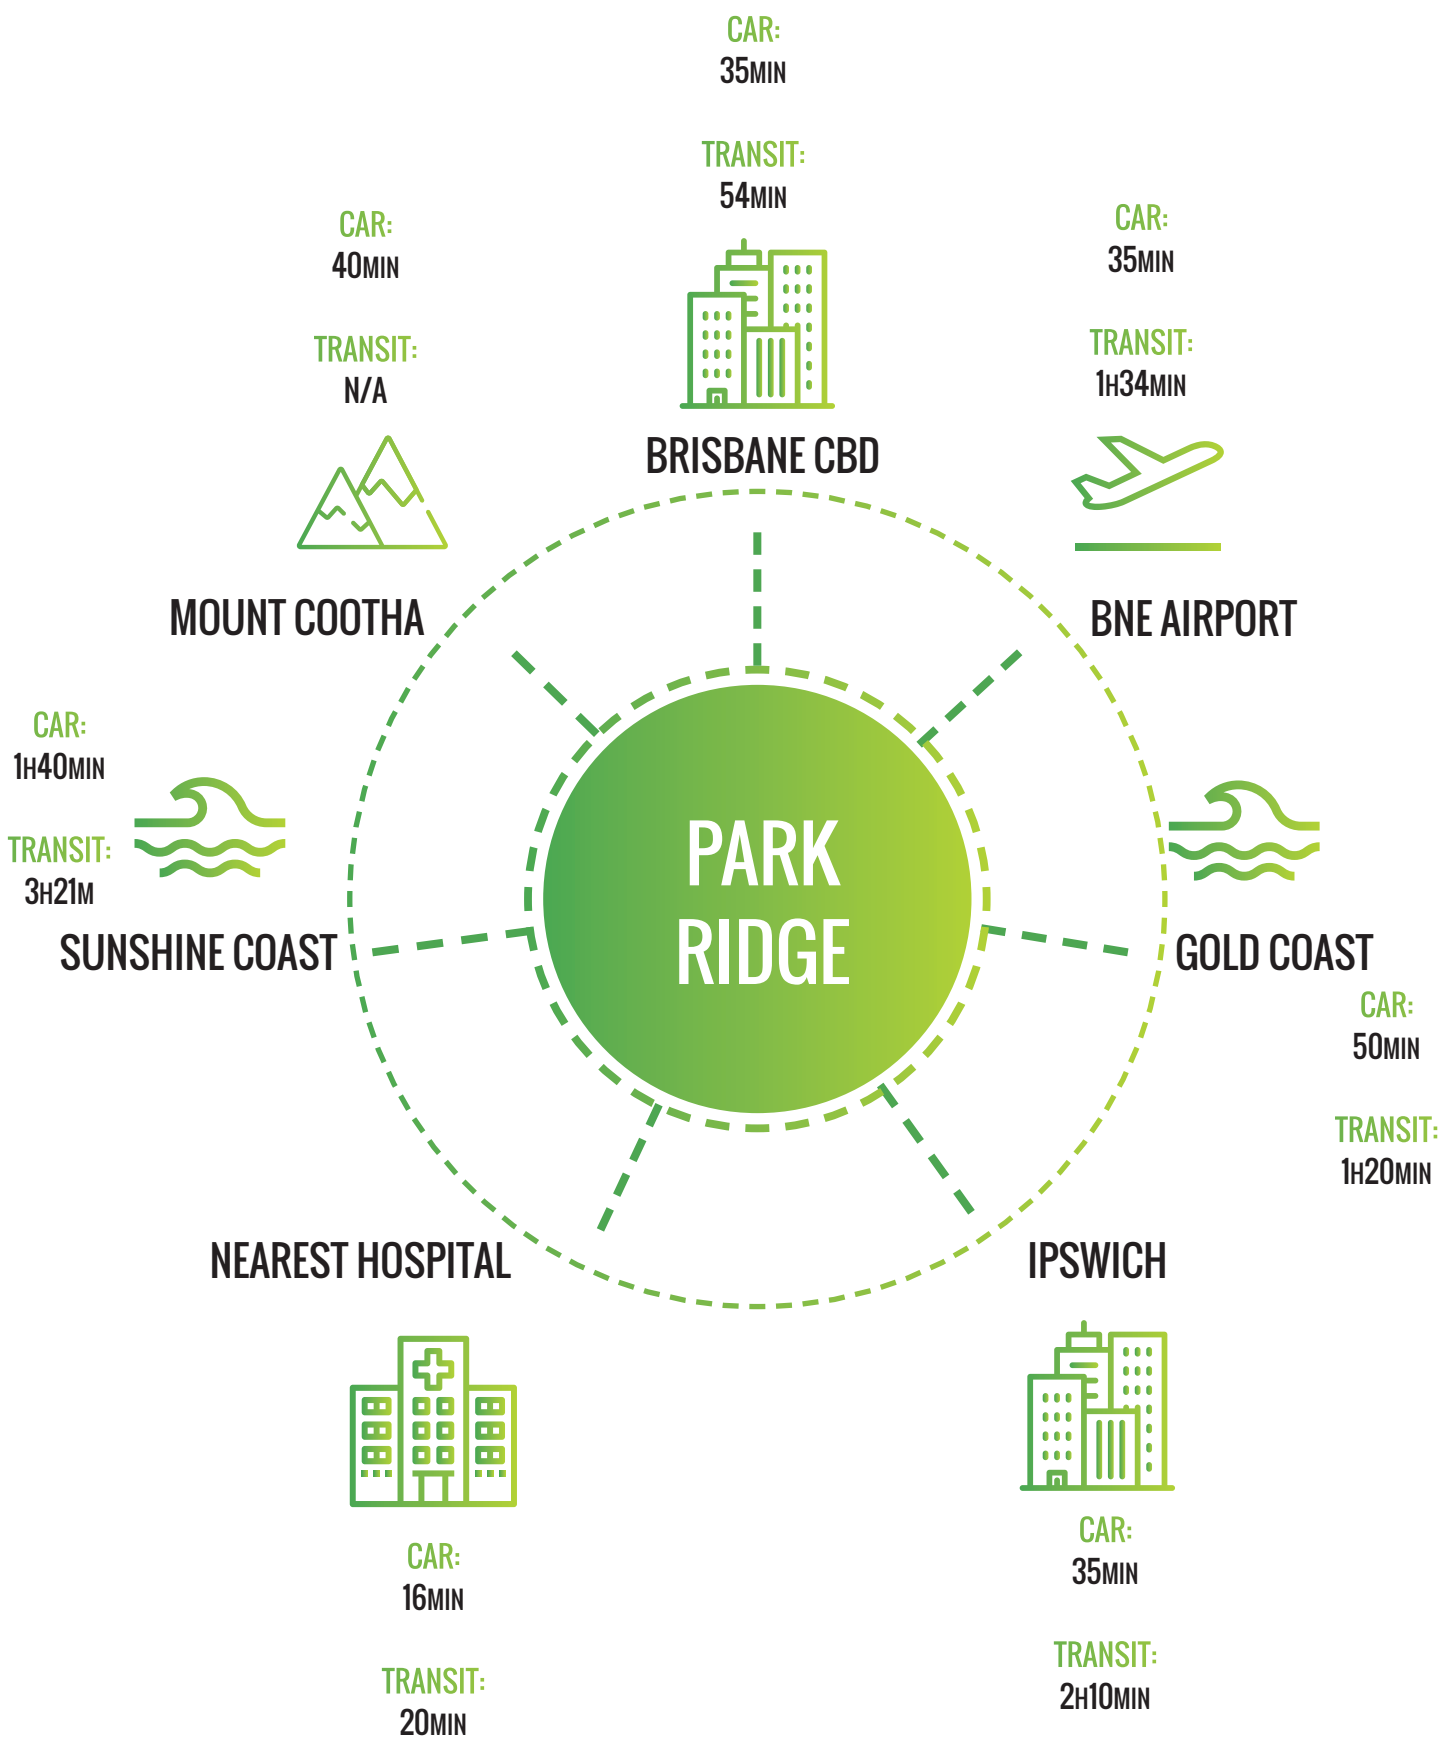 CAR:
35MIN
TRANSIT:
54MIN
BRISBANE CBD
CAR:
40MIN
TRANSIT:
N/A
MOUNT COOTHA
CAR:
35MIN
TRANSIT:
1H34MIN
BNE AIRPORT
CAR:
1H40MIN
TRANSIT:
3H21M
SUNSHINE COAST
PARK
RIDGE
GOLD COAST
CAR:
50MIN
TRANSIT:
1H20MIN
NEAREST HOSPITAL
CAR:
16MIN
TRANSIT:
20MIN
IPSWICH
CAR:
35MIN
TRANSIT:
2H10MIN